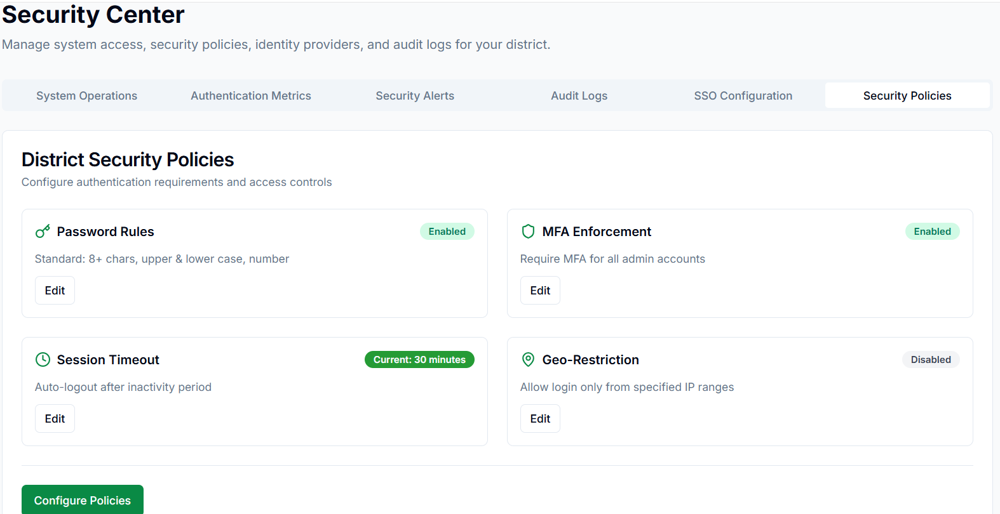 Security Center
Manage system access, security policies, identity providers, and audit logs for your district.
System Operations
Authentication Metrics
Security Alerts
Audit Logs
SSO Configuration
Security Policies
District Security Policies
Configure authentication requirements and access controls
Password Rules
Enabled
Standard: 8+ chars, upper & lower case, number
Edit
MFA Enforcement
Enabled
Require MFA for all admin accounts
Edit
Session Timeout
Current: 30 minutes
Auto-logout after inactivity period
Edit
Geo-Restriction
Disabled
Allow login only from specified IP ranges
Edit
Configure Policies